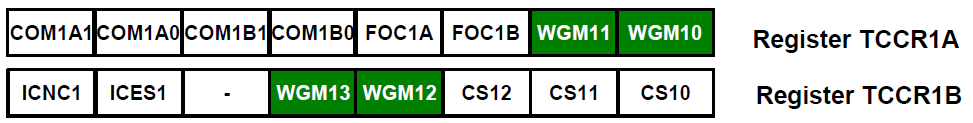 COM1A1 COM1A0 COM1B1 COM1B0 FOC1A FOC1B WGM11 WGM10 Register TCCR1A
ICNC1 ICES1 - WGM13 WGM12 CS12 CS11 CS10 Register TCCR1B